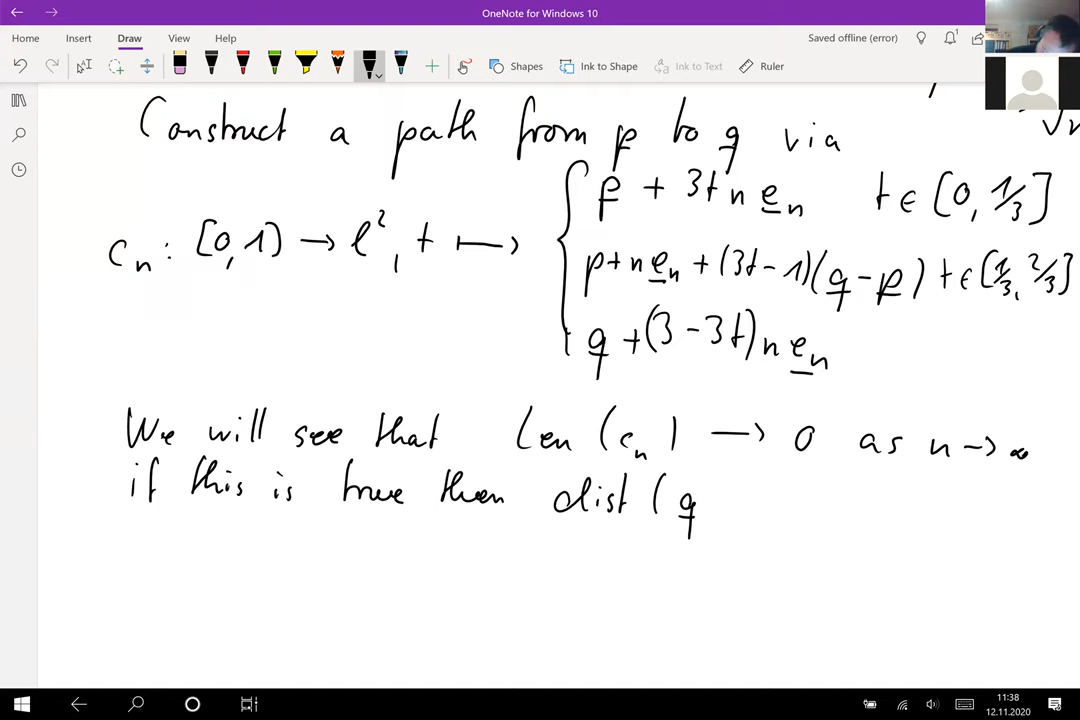 OneNote for Windows 10
Home Insert Draw View Help Saved offline (error)
Shapes Ink to Shape Ink to Text Ruler
Construct a path from p to q via
p + 3t n e_n t ∈ [0, 1/3]
c_n : [0, 1] → ℓ², t ⟼ { p + n e_n + (3t - 1)(q - p) t ∈ [1/3, 2/3]
q + (3 - 3t) n e_n
We will see that Len (c_n) → 0 as n → ∞
if this is true then dist ( q
11:38
12.11.2020